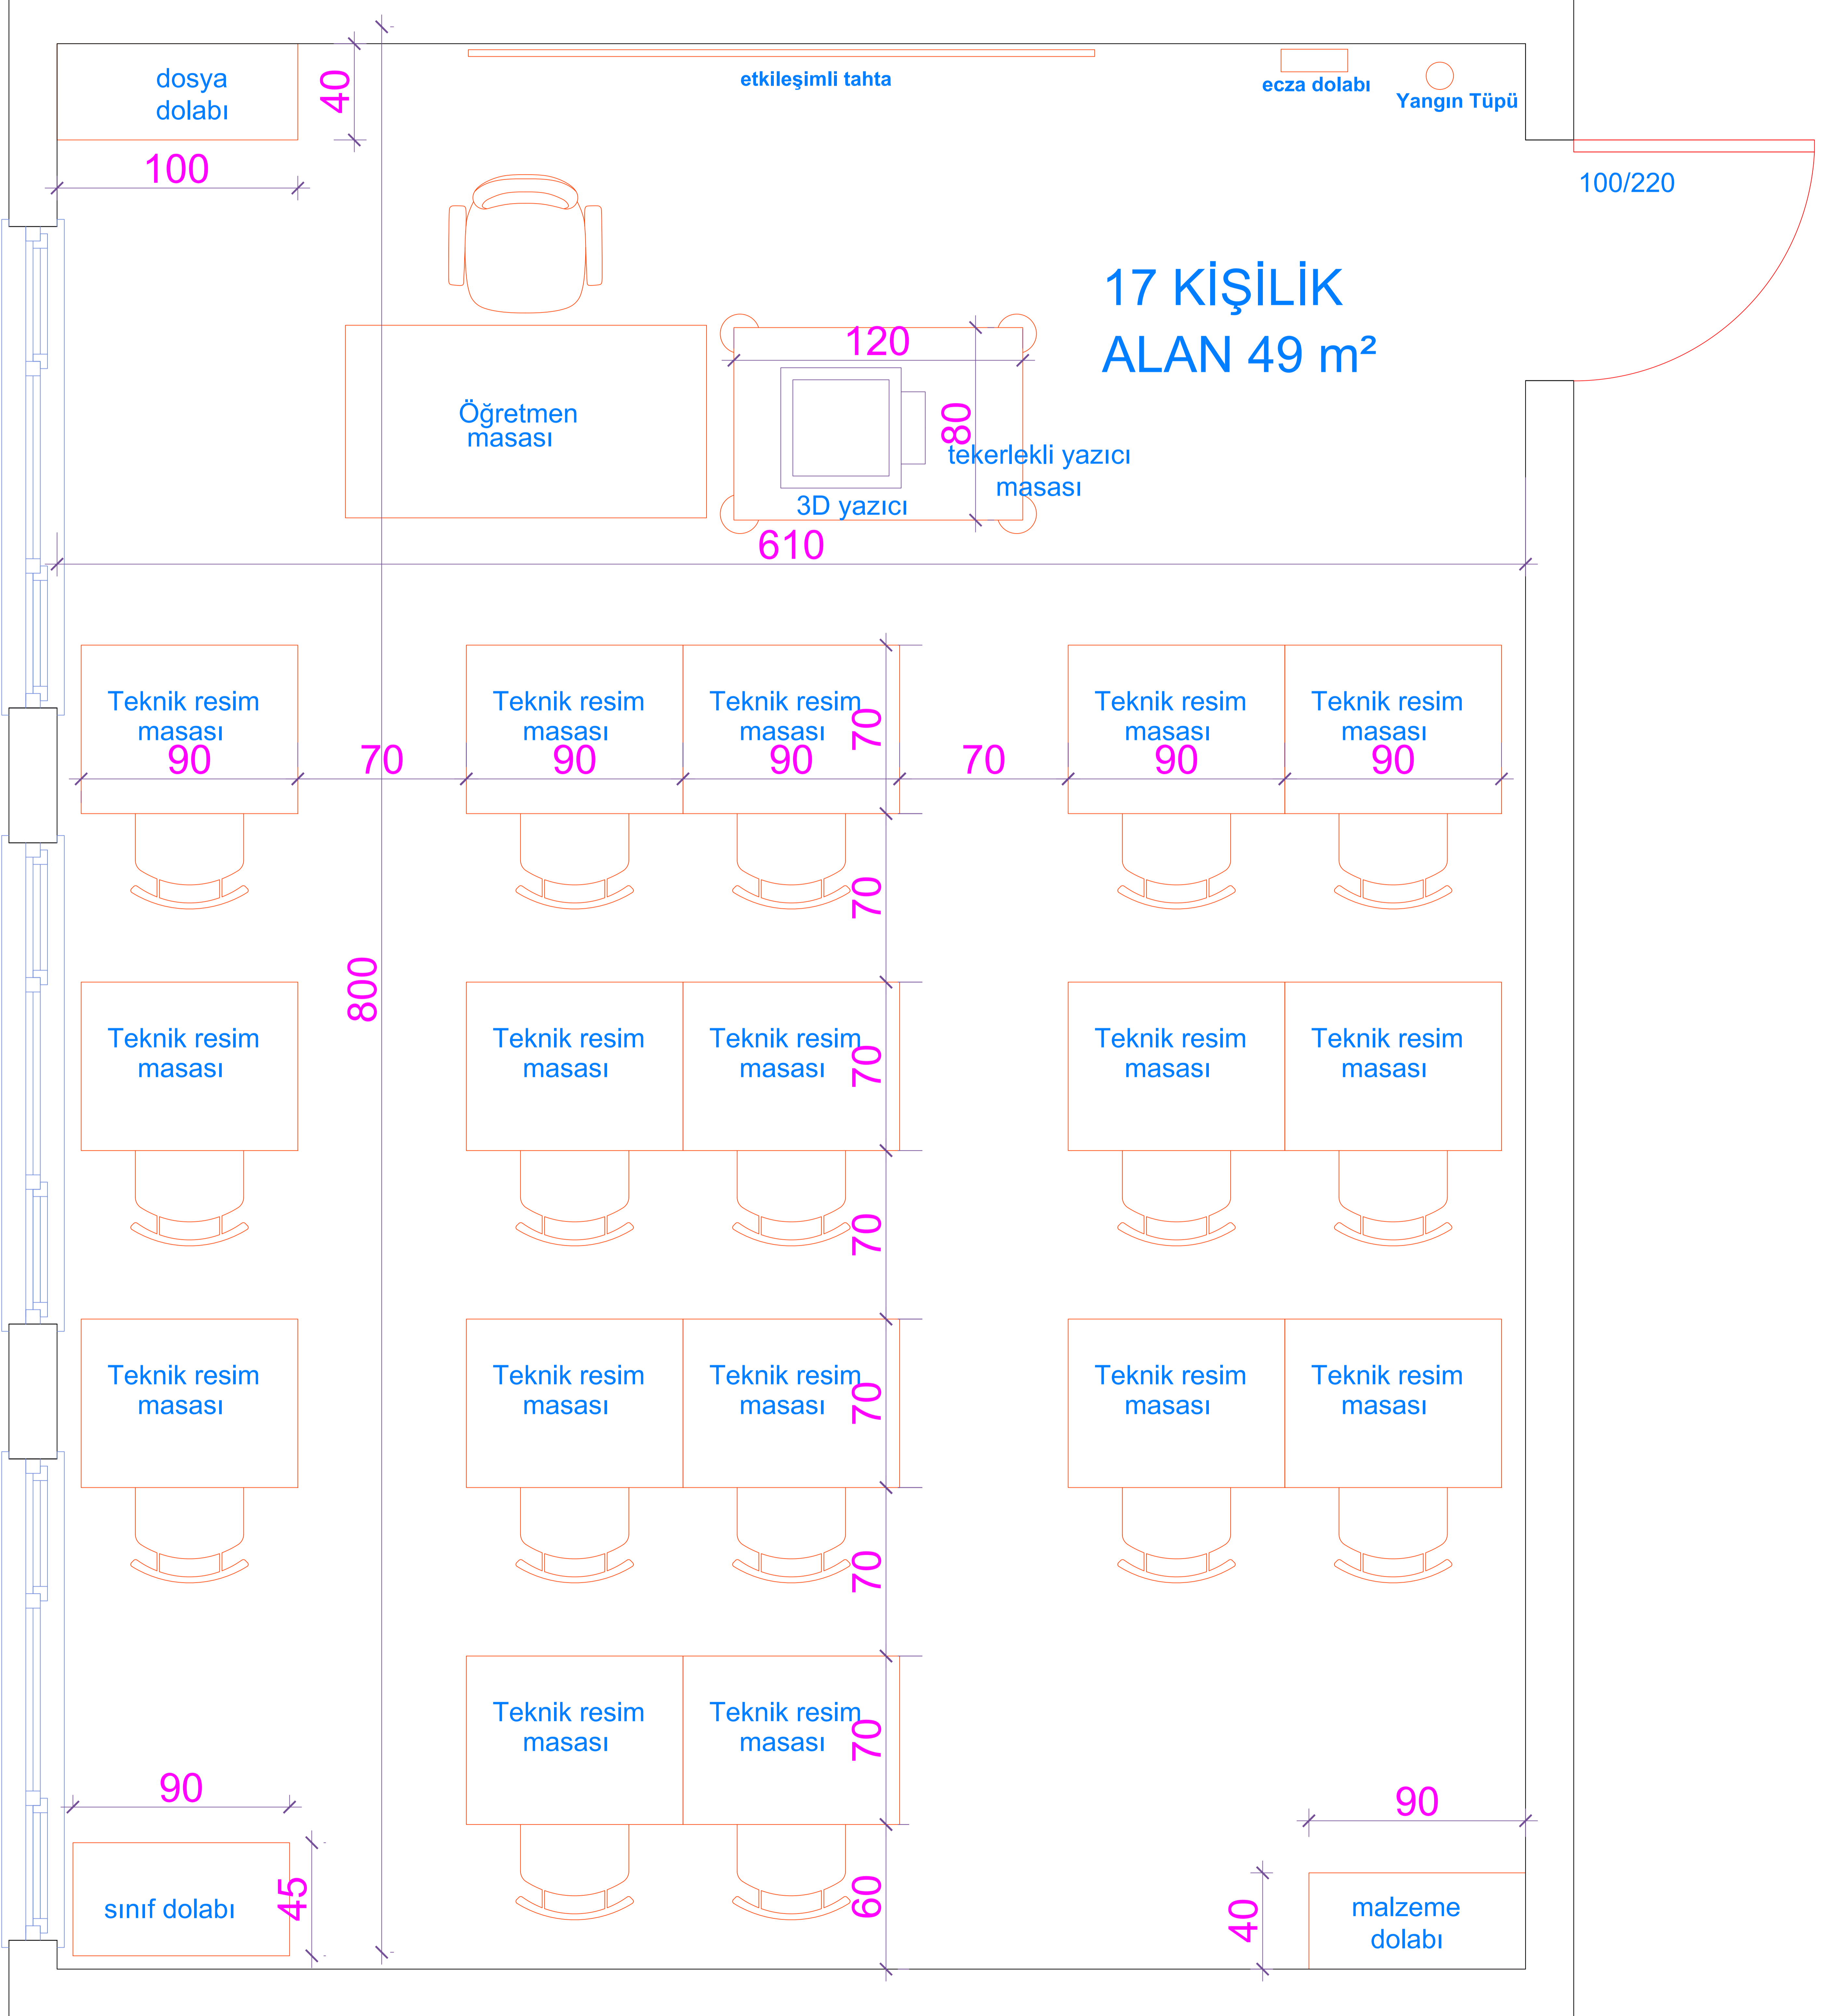 dosya
dolabı
40
100
etkileşimli tahta
ecza dolabı
Yangın Tüpü
100/220
17 KİŞİLİK
ALAN 49 m²
Öğretmen
masası
120
80
tekerlekli yazıcı
masası
3D yazıcı
610
Teknik resim
masası
Teknik resim
masası
Teknik resim
masası
Teknik resim
masası
Teknik resim
masası
70
90
70
90
90
70
90
90
70
800
Teknik resim
masası
Teknik resim
masası
Teknik resim
masası
Teknik resim
masası
Teknik resim
masası
70
70
Teknik resim
masası
Teknik resim
masası
Teknik resim
masası
Teknik resim
masası
Teknik resim
masası
70
70
Teknik resim
masası
Teknik resim
masası
70
90
45
sınıf dolabı
60
90
40
malzeme
dolabı